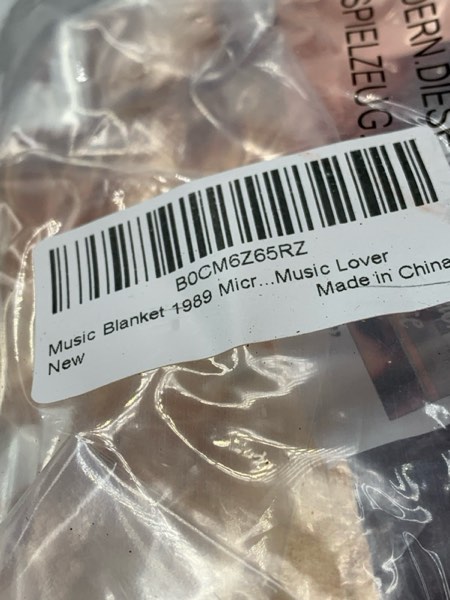 DERN.DIES
SPIELZEUG.
B0CM6Z65RZ
Music Blanket 1989 Micr...Music Lover
New
Made in China